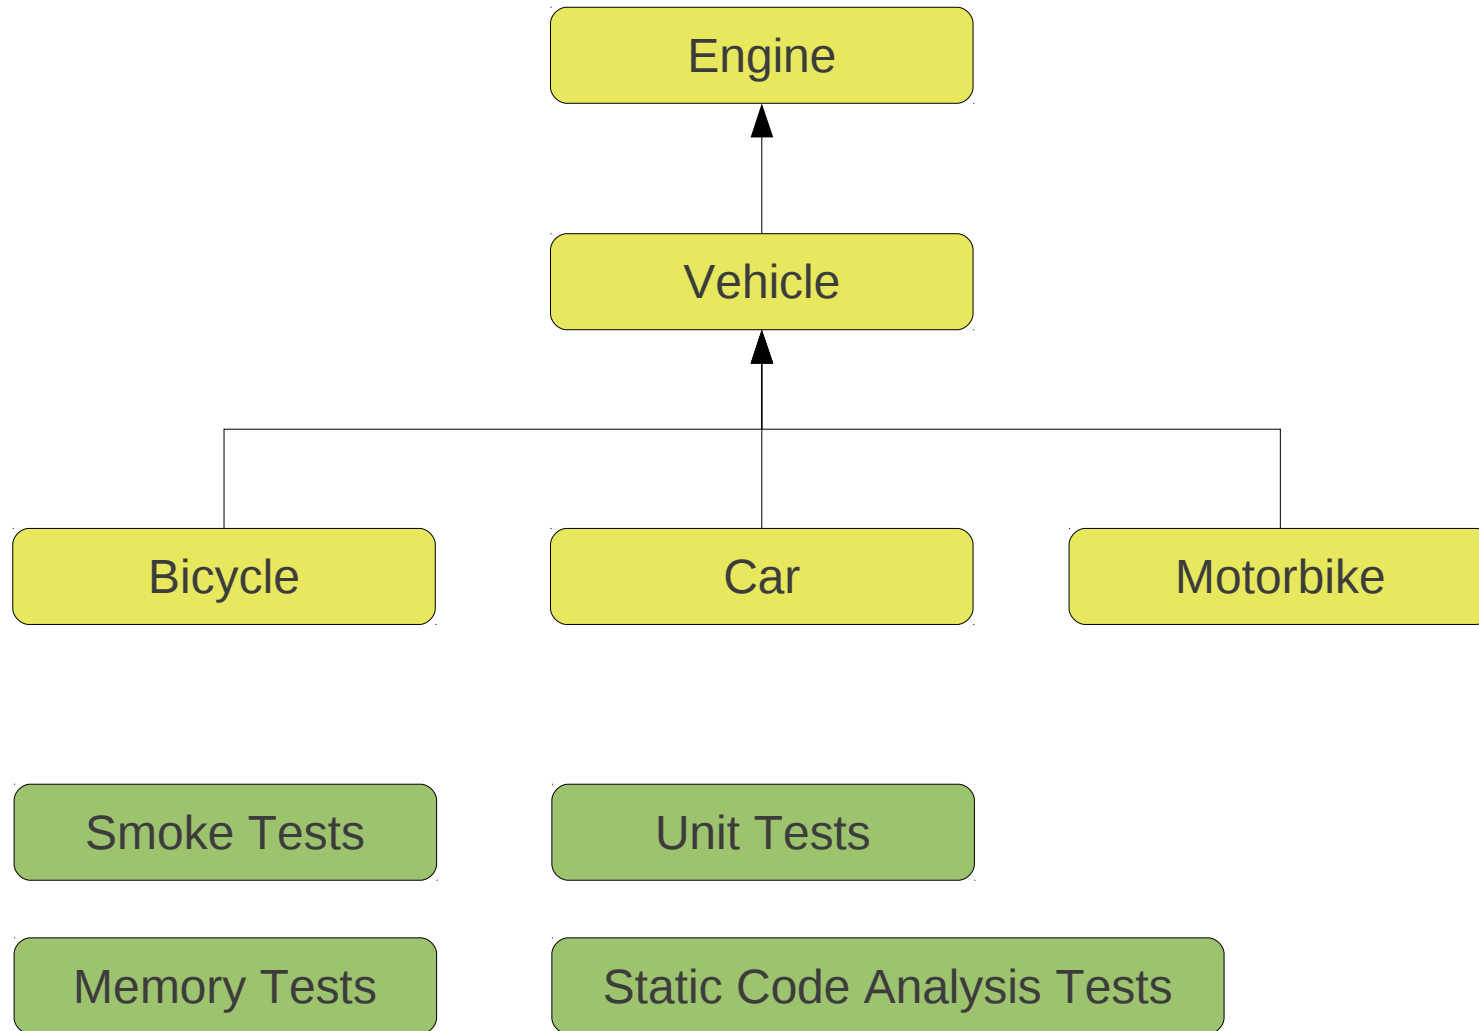 Engine
Vehicle
Bicycle
Car
Motorbike
Smoke Tests
Unit Tests
Memory Tests
Static Code Analysis Tests